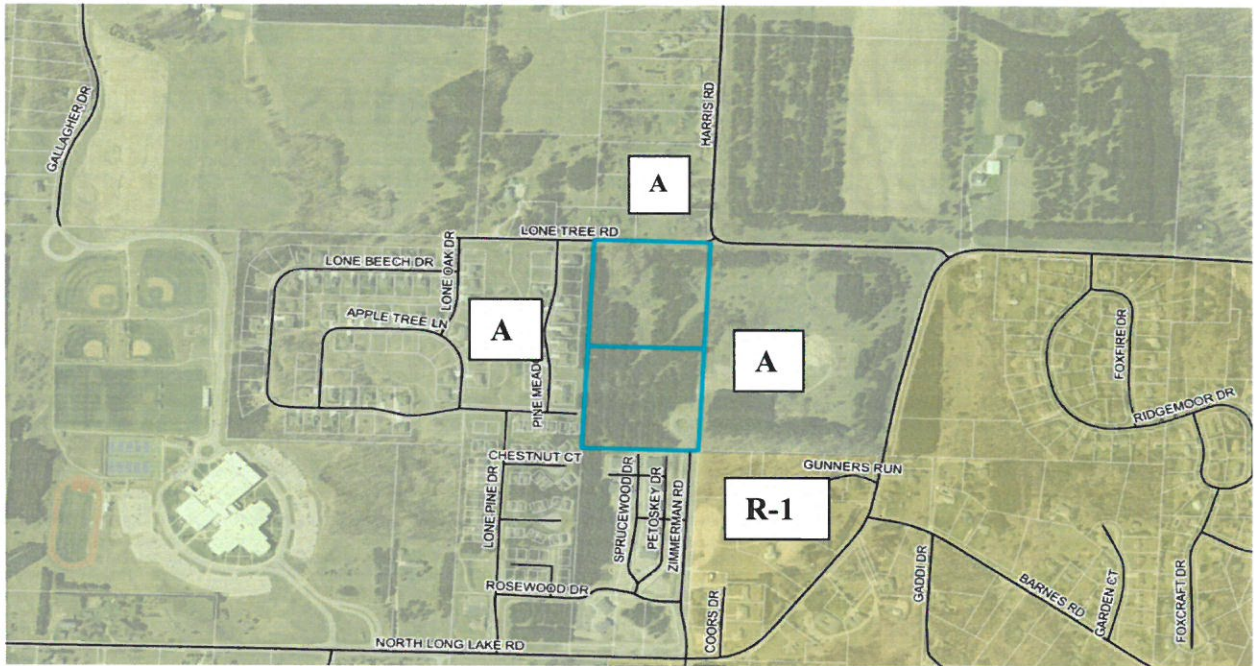 GALLAGHER DR
HARRIS RD
A
LONE TREE RD
LONE OAK DR
LONE BEECH DR
APPLE TREE LN
A
PINE MEAD
A
FOXFIRE DR
RIDGEMOOR DR
CHESTNUT CT
LONE PINE DR
SPRUCEWOOD DR
PETOSKEY DR
ZIMMERMAN RD
GUNNERS RUN
R-1
ROSEWOOD DR
COORS DR
GADDI DR
BARNES RD
GARDEN CT
FOXCRAFT DR
NORTH LONG LAKE RD